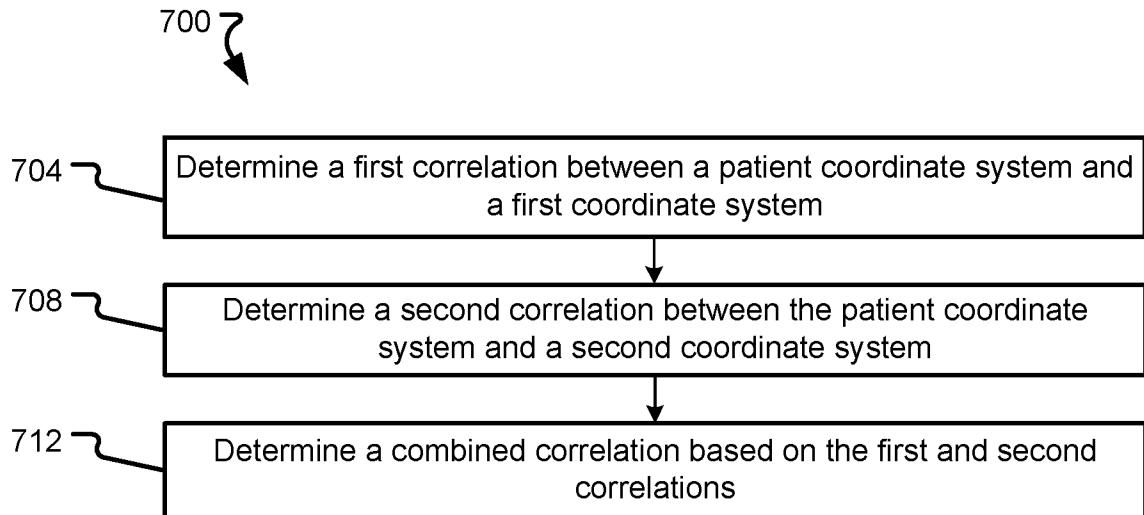 700
704
Determine a first correlation between a patient coordinate system and
a first coordinate system
708
Determine a second correlation between the patient coordinate
system and a second coordinate system
712
Determine a combined correlation based on the first and second
correlations